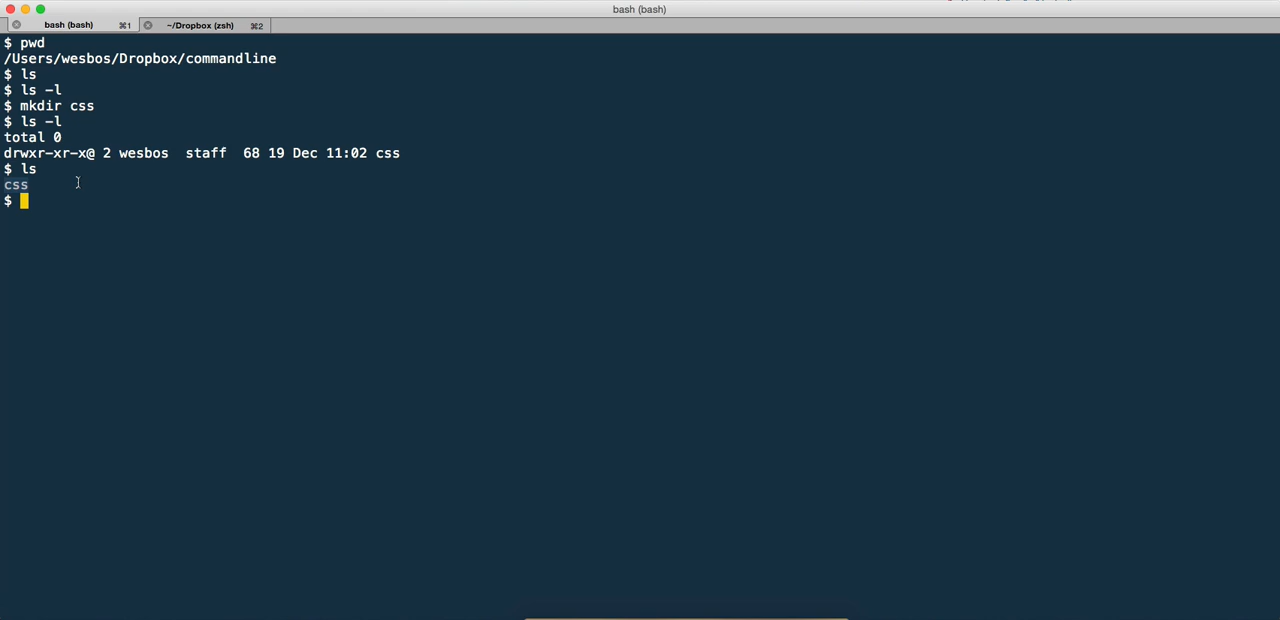 bash (bash)
bash (bash) ⌘1 ~/Dropbox (zsh) ⌘2
$ pwd
/Users/wesbos/Dropbox/commandline
$ ls
$ ls -l
$ mkdir css
$ ls -l
total 0
drwxr-xr-x@ 2 wesbos  staff  68 19 Dec 11:02 css
$ ls
css
$